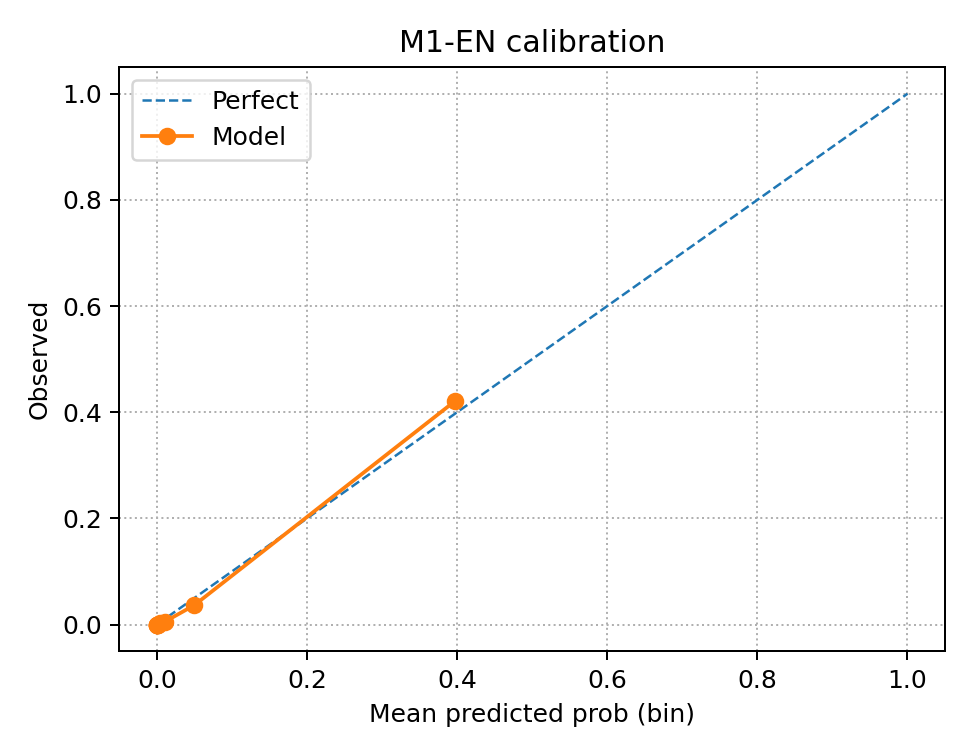 M1-EN calibration
Perfect
Model
1.0
0.8
0.6
0.4
0.2
0.0
Observed
0.0 0.2 0.4 0.6 0.8 1.0
Mean predicted prob (bin)